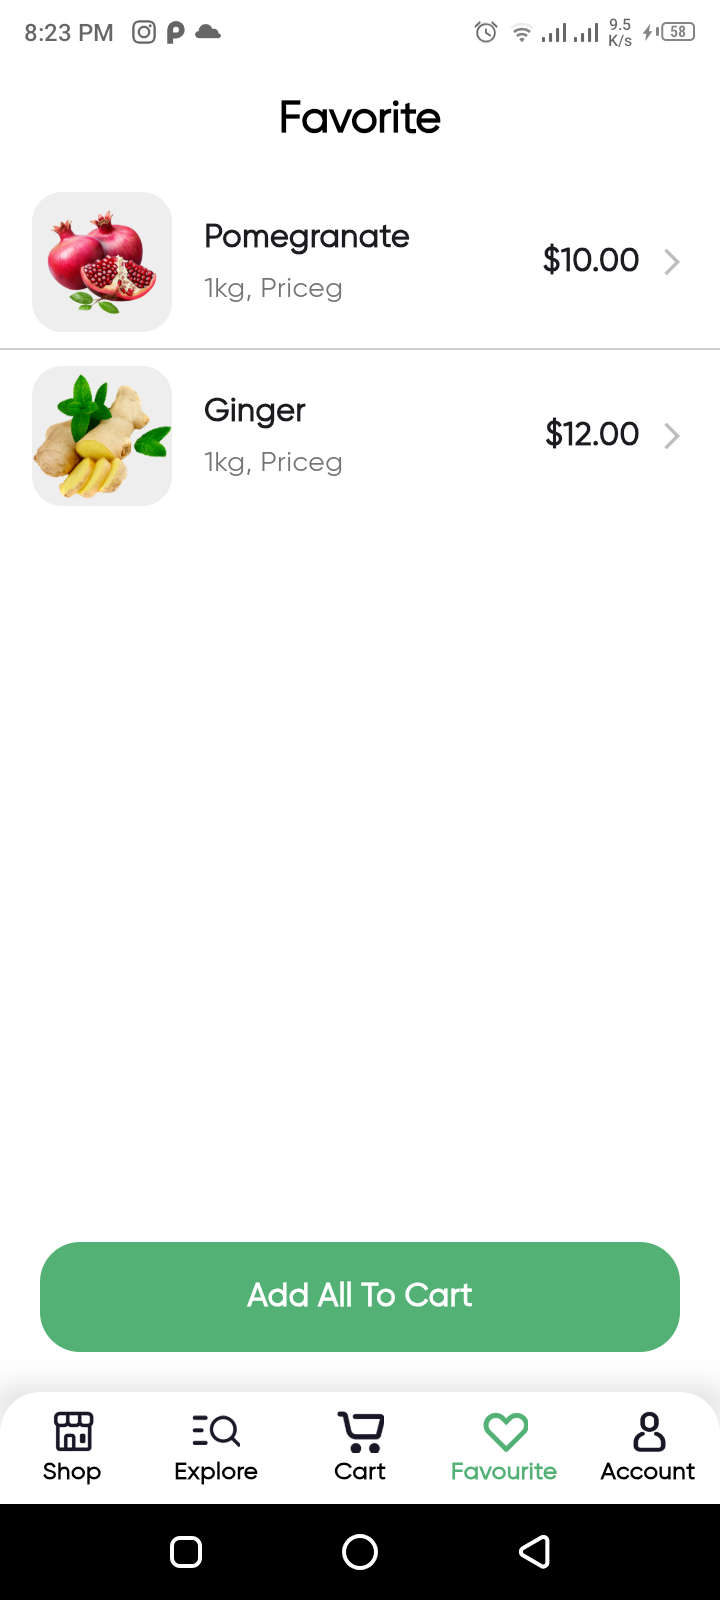 8:23 PM 9.5 K/s 58
Favorite
Pomegranate
1kg, Priceg
$10.00
Ginger
1kg, Priceg
$12.00
Add All To Cart
Shop Explore Cart Favourite Account